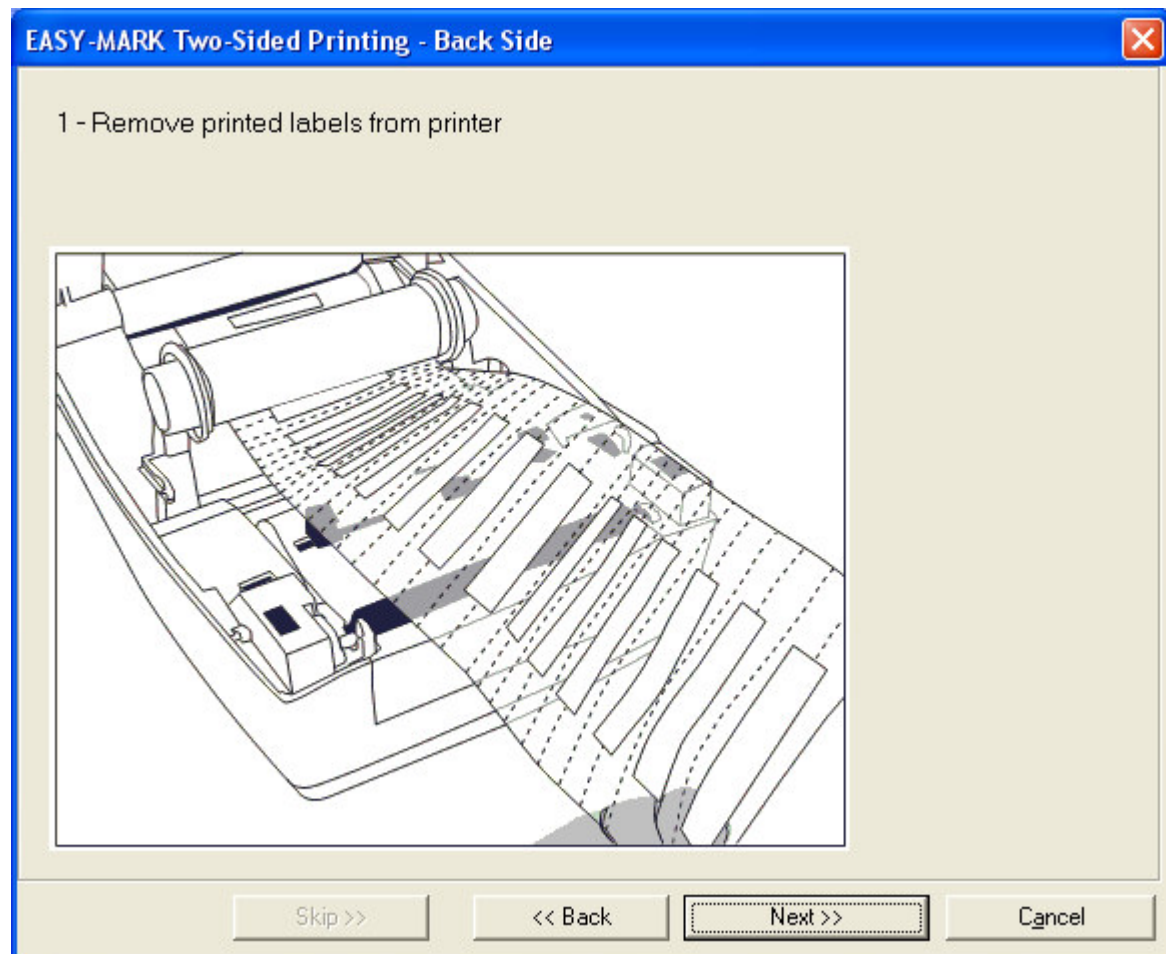 EASY-MARK Two-Sided Printing - Back Side
1 - Remove printed labels from printer
Skip >>
<< Back
Next >>
Cancel